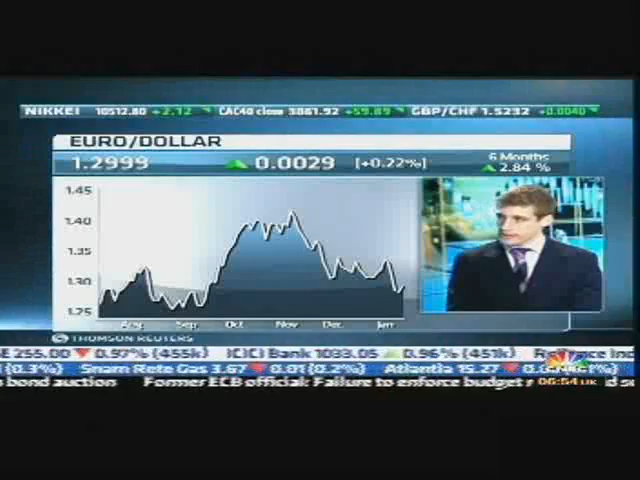 NIKKEI 10512.80 +2.12 CAC40 close 3861.92 +59.89 GBP/CHF 1.5232 +0.0040
EURO/DOLLAR
1.2999 0.0029 [+0.22%]
6 Months
2.84 %
1.45
1.40
1.35
1.30
1.25
Aug Sep Oct Nov Dec Jan
THOMSON REUTERS
E 255.00 0.97% (455k) ICICI Bank 1033.05 0.96% (451k) Ind
(0.3%) Snam Rete Gas 3.67 0.01 (0.2%) Atlantia 15.27
s bond auction Former ECB official: Failure to enforce budget
06:54 UK